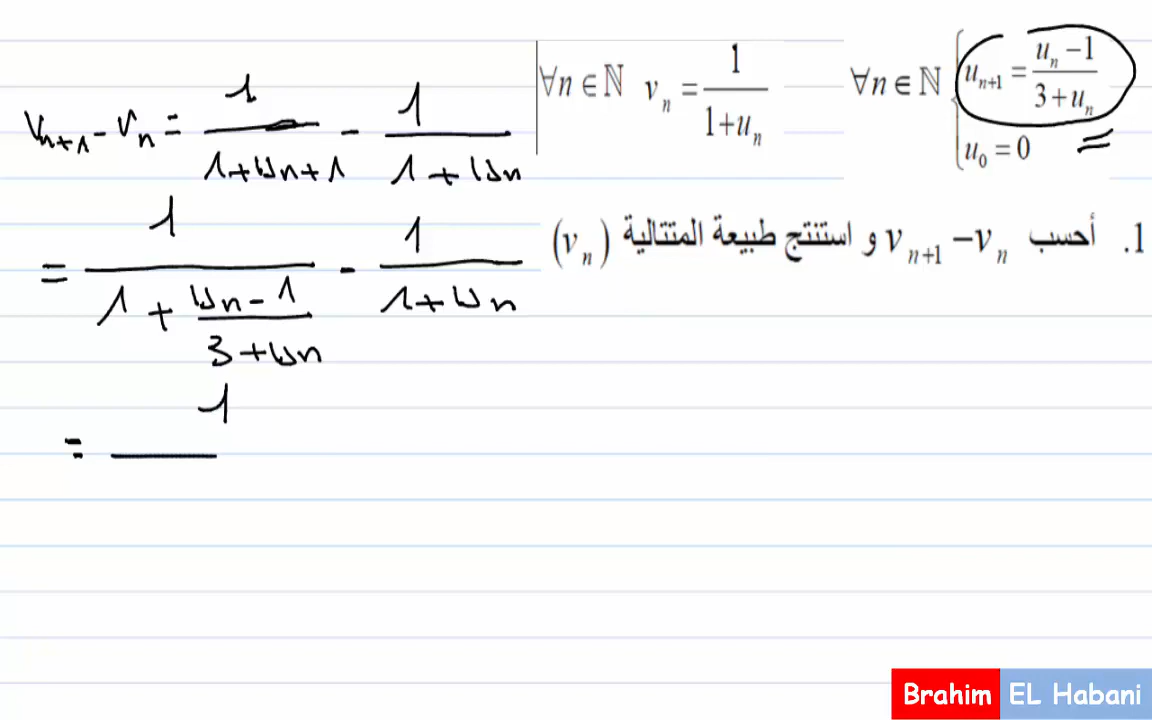 ∀n ∈ ℕ v_n = 1/(1+u_n)
∀n ∈ ℕ { u_{n+1} = (u_n −1)/(3+u_n)
u_0 = 0
1. أحسب v_{n+1} − v_n و استنتج طبيعة المتتالية (v_n)
v_{n+1} - v_n = 1/(1+u_{n+1}) - 1/(1+u_n)
= 1/(1 + (u_n - 1)/(3+u_n)) - 1/(1+u_n)
= 1/
Brahim EL Habani